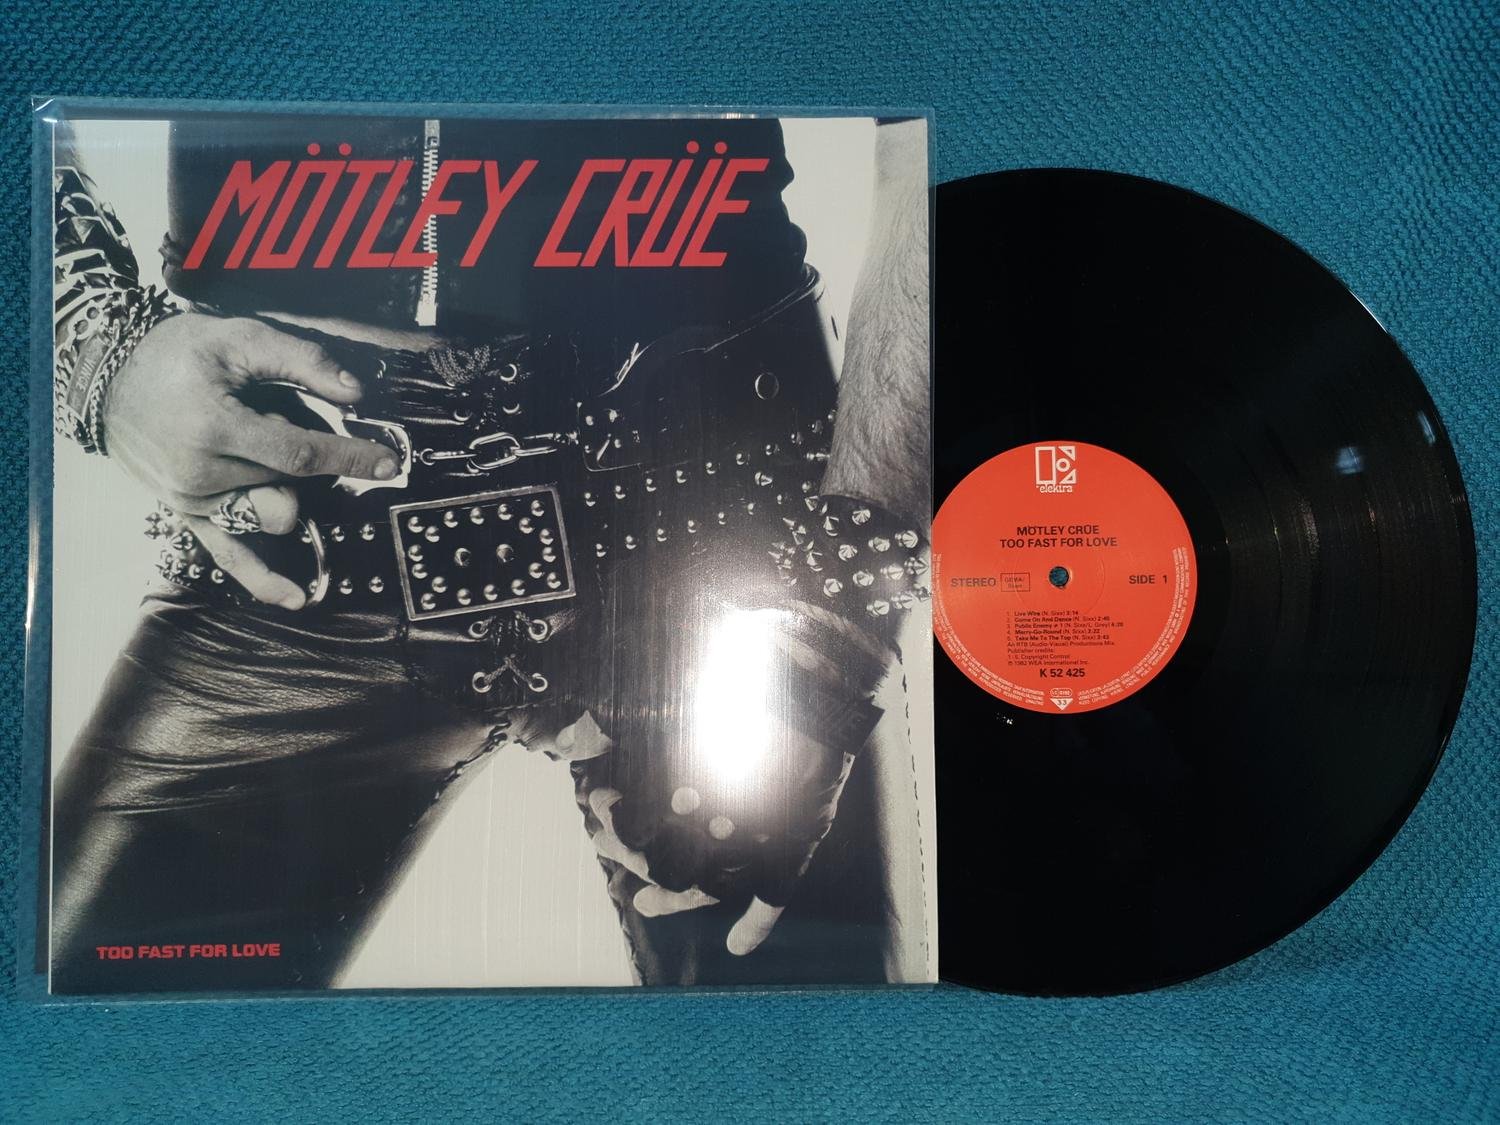 MÖTLEY CRÜE
TOO FAST FOR LOVE
elektra
MÖTLEY CRÜE
TOO FAST FOR LOVE
STEREO
GEMA/
SIDE 1
1. Live Wire (N. Sixx) 3:14
2. Come On And Dance (N. Sixx) 2:46
3. Public Enemy # 1 (N. Sixx/L. Grey) 4:20
4. Merry-Go-Round (N. Sixx) 3:22
5. Take Me To The Top (N. Sixx) 3:43
An RTB (Audio-Visual) Productions Mix.
Publisher credits:
1-5. Copyright Control
℗ 1982 WEA International Inc.
K 52 425
33